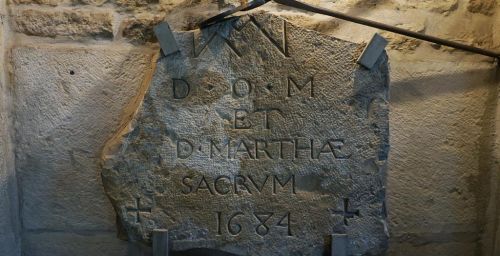 D·O·M
ET
D·MARTHÆ
SACRVM
1684